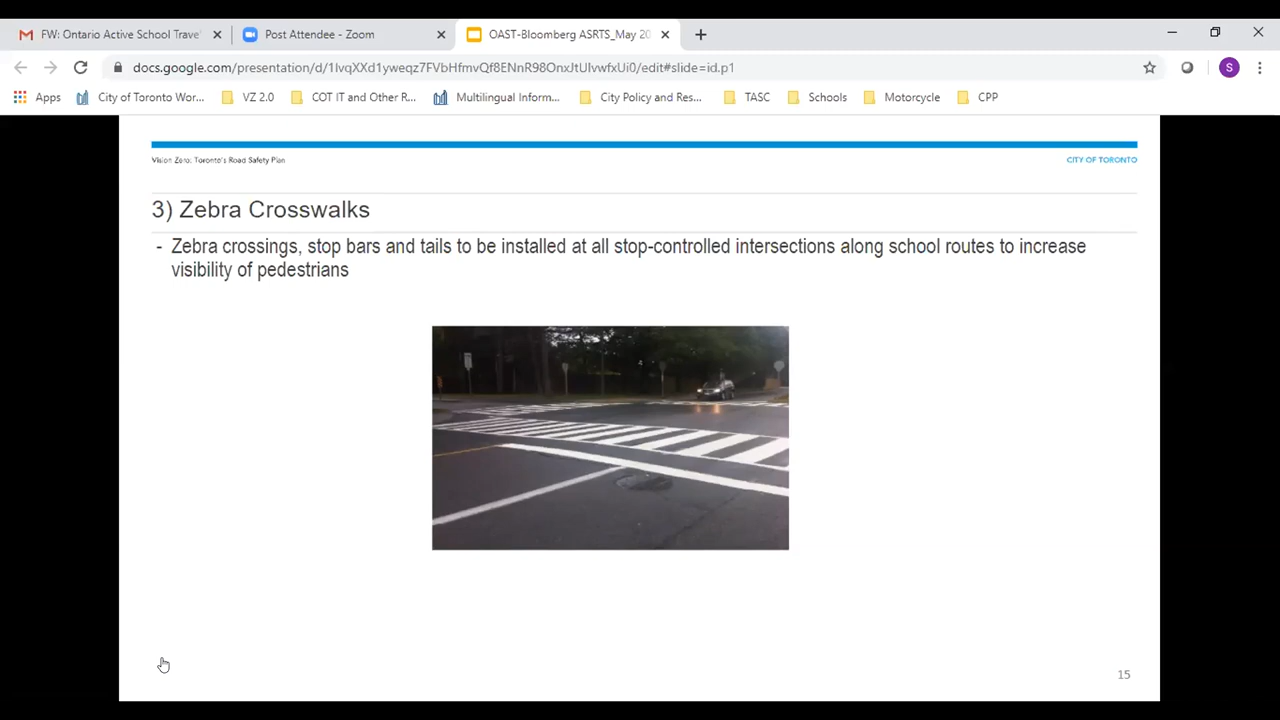 FW: Ontario Active School Trave
Post Attendee - Zoom
OAST-Bloomberg ASRTS_May 20
docs.google.com/presentation/d/1IvqXXd1yweqz7FVbHfmvQf8ENnR98OnxJtUIvwfxUi0/edit#slide=id.p1
S
Apps
City of Toronto Wor...
VZ 2.0
COT IT and Other R...
Multilingual Inform...
City Policy and Res...
TASC
Schools
Motorcycle
CPP
Vision Zero: Toronto's Road Safety Plan
CITY OF TORONTO
3) Zebra Crosswalks
- Zebra crossings, stop bars and tails to be installed at all stop-controlled intersections along school routes to increase
visibility of pedestrians
15